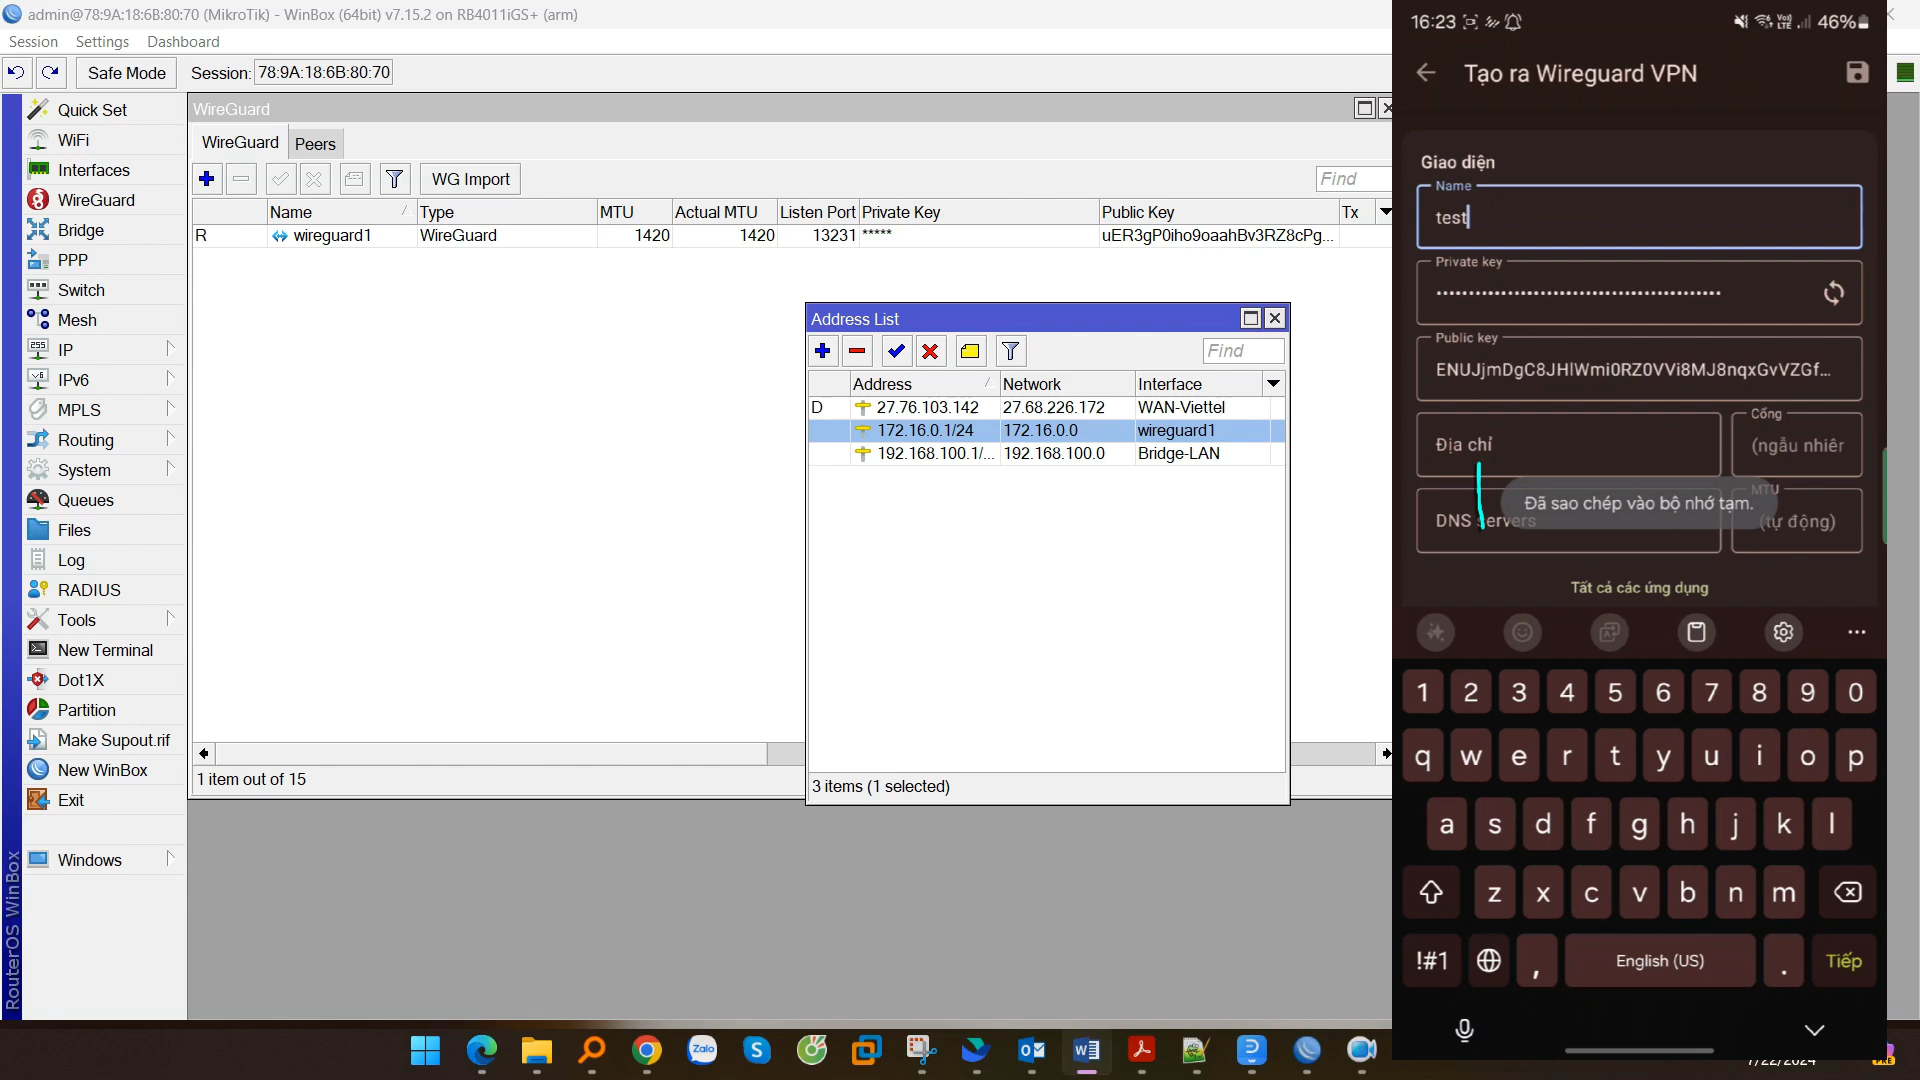 admin@78:9A:18:6B:80:70 (MikroTik) - WinBox (64bit) v7.15.2 on RB4011iGS+ (arm)
Session Settings Dashboard
Safe Mode Session: 78:9A:18:6B:80:70
Quick Set
WiFi
Interfaces
WireGuard
Bridge
PPP
Switch
Mesh
IP
IPv6
MPLS
Routing
System
Queues
Files
Log
RADIUS
Tools
New Terminal
Dot1X
Partition
Make Supout.rif
New WinBox
Exit
Windows
RouterOS WinBox
WireGuard
WireGuard Peers
WG Import Find
Name Type MTU Actual MTU Listen Port Private Key Public Key Tx
R wireguard1 WireGuard 1420 1420 13231 ***** uER3gP0iho9oaahBv3RZ8cPg...
1 item out of 15
Address List
Find
Address Network Interface
D 27.76.103.142 27.68.226.172 WAN-Viettel
172.16.0.1/24 172.16.0.0 wireguard1
192.168.100.1/... 192.168.100.0 Bridge-LAN
3 items (1 selected)
16:23 46%
Tạo ra Wireguard VPN
Giao diện
Name
test
Private key
Public key
ENUJjmDgC8JHlWmi0RZ0VVi8MJ8nqxGvVZGf...
Địa chỉ
Cổng
(ngẫu nhiên
DNS servers
MTU
(tự động)
Đã sao chép vào bộ nhớ tạm.
Tất cả các ứng dụng
1 2 3 4 5 6 7 8 9 0
q w e r t y u i o p
a s d f g h j k l
z x c v b n m
!#1 , English (US) . Tiếp
Zalo
7/22/2024